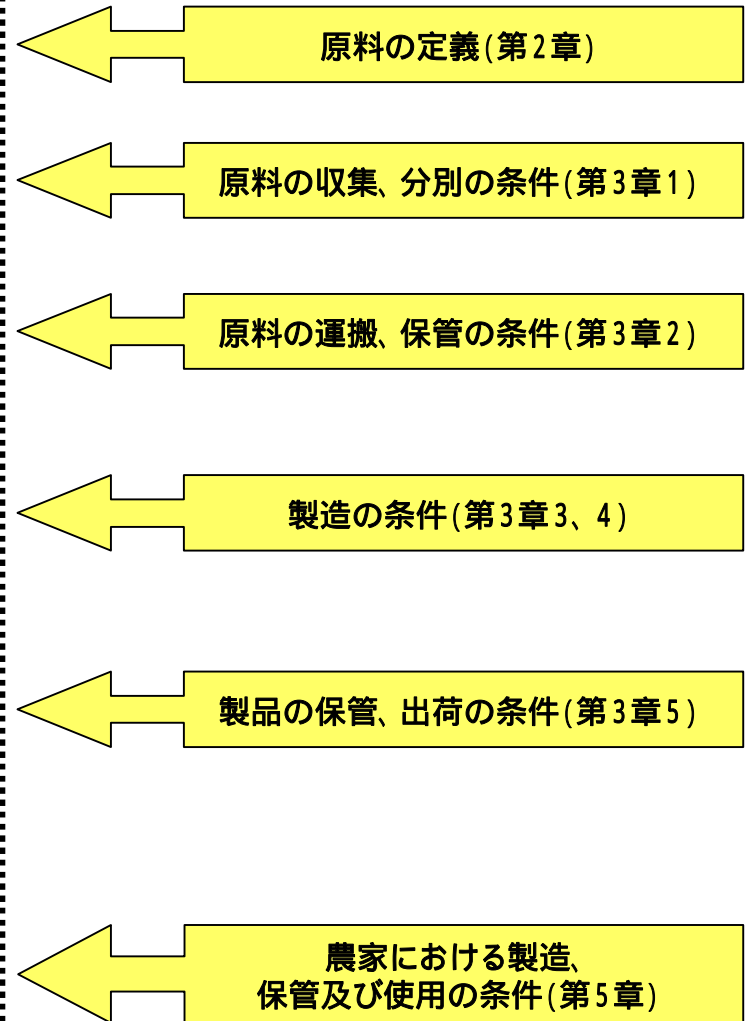 原料の定義(第2章)
原料の収集、分別の条件(第3章1)
原料の運搬、保管の条件(第3章2)
製造の条件(第3章3、4)
製品の保管、出荷の条件(第3章5)
農家における製造、
保管及び使用の条件(第5章)